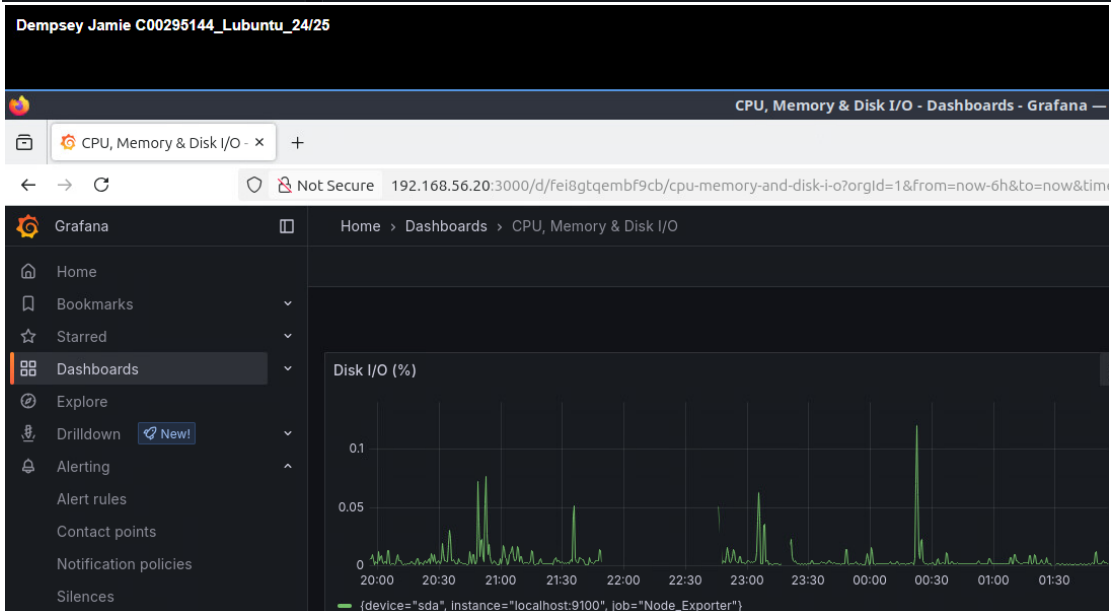 Dempsey Jamie C00295144_Lubuntu_24/25
CPU, Memory & Disk I/O - Dashboards - Grafana —
CPU, Memory & Disk I/O -
Not Secure 192.168.56.20:3000/d/fei8gtqembf9cb/cpu-memory-and-disk-i-o?orgId=1&from=now-6h&to=now&tim
Grafana
Home › Dashboards › CPU, Memory & Disk I/O
Home
Bookmarks
Starred
Dashboards
Explore
Drilldown New!
Alerting
Alert rules
Contact points
Notification policies
Silences
Disk I/O (%)
0.1
0.05
0
20:00 20:30 21:00 21:30 22:00 22:30 23:00 23:30 00:00 00:30 01:00 01:30
{device="sda", instance="localhost:9100", job="Node_Exporter"}